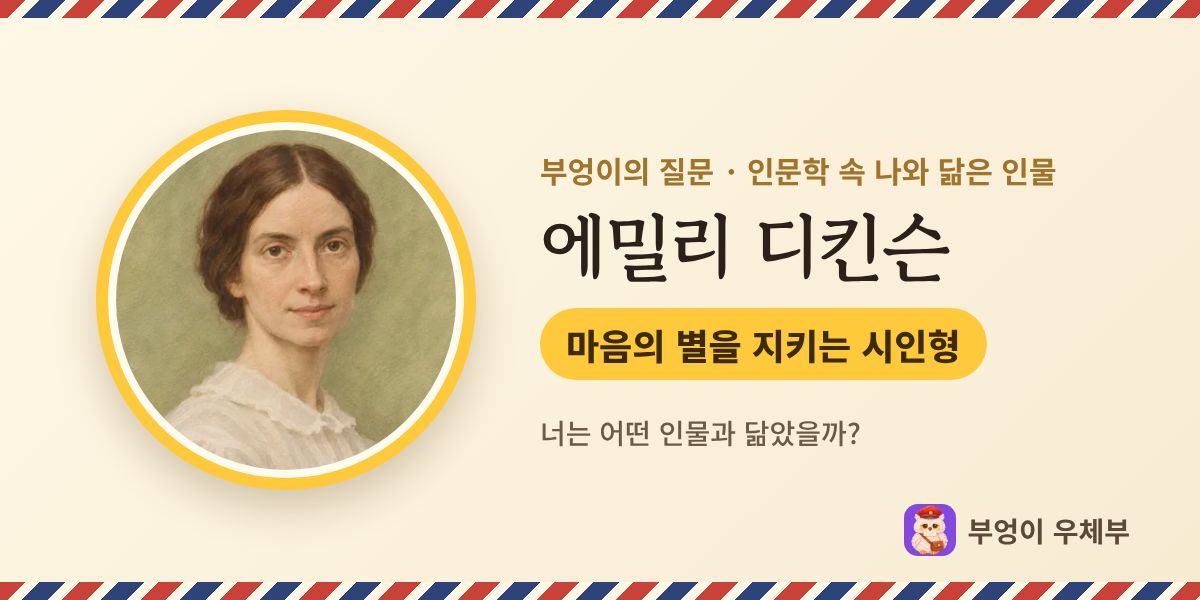 부엉이의 질문 · 인문학 속 나와 닮은 인물
에밀리 디킨슨
마음의 별을 지키는 시인형
너는 어떤 인물과 닮았을까?
부엉이 우체부